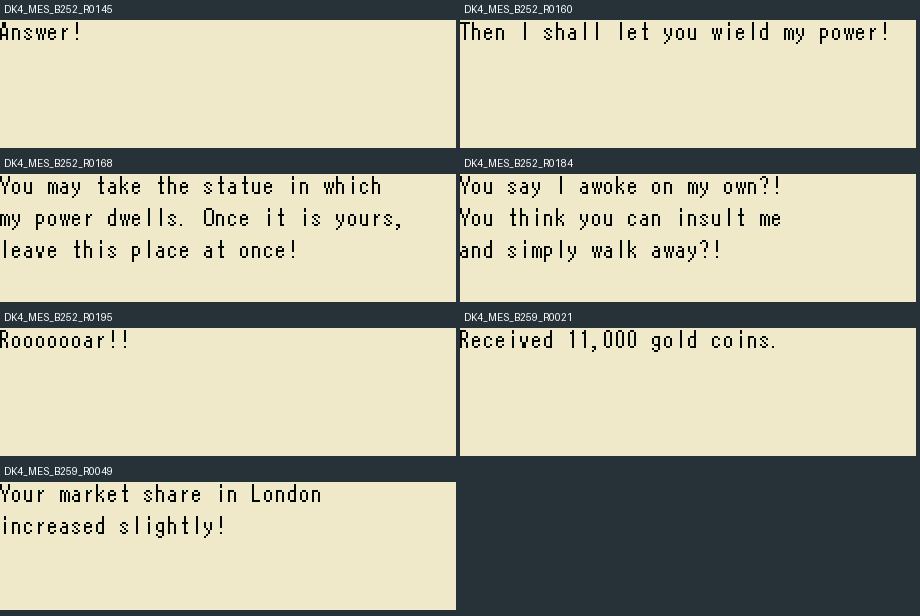 DK4_MES_B252_R0145
Answer!
DK4_MES_B252_R0160
Then I shall let you wield my power!
DK4_MES_B252_R0168
You may take the statue in which
my power dwells. Once it is yours,
leave this place at once!
DK4_MES_B252_R0184
You say I awoke on my own?!
You think you can insult me
and simply walk away?!
DK4_MES_B252_R0195
Rooooooar!!
DK4_MES_B259_R0021
Received 11,000 gold coins.
DK4_MES_B259_R0049
Your market share in London
increased slightly!